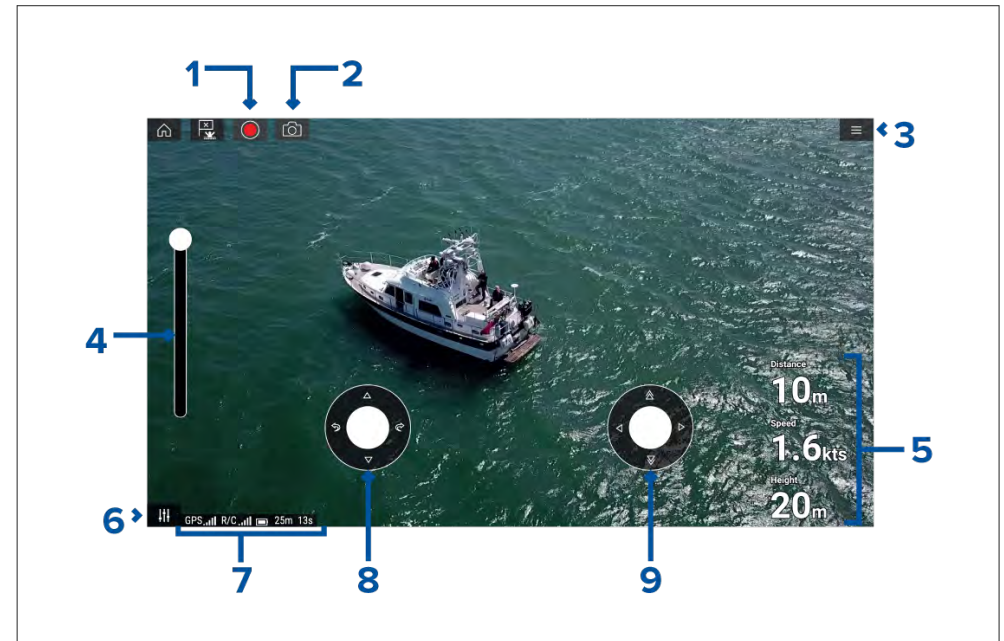 1
2
3
4
Distance
10m
Speed
1.6kts
5
Height
20m
6
GPS R/C 25m 13s
7
8
9